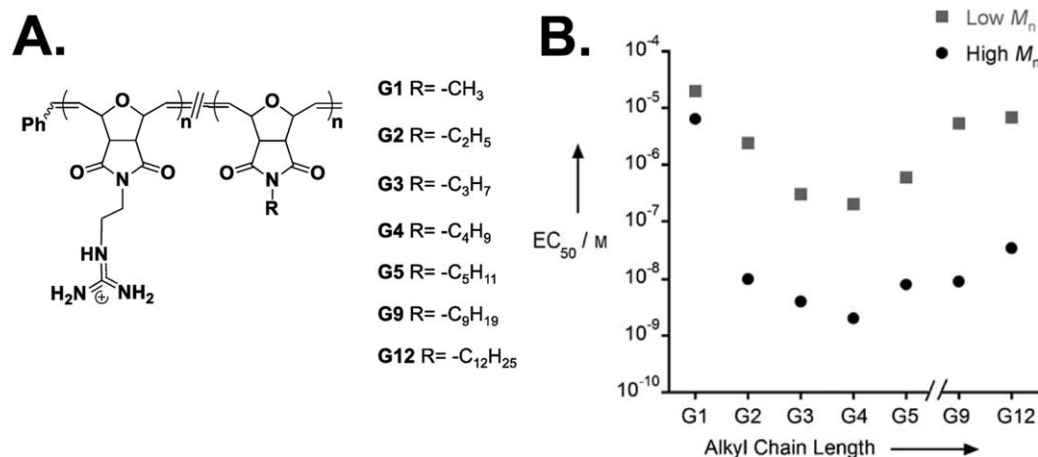 A.
O
O
Ph
n
n
O
N
O
O
N
O
R
HN
H₂N
NH₂
+
G1 R= -CH₃
G2 R= -C₂H₅
G3 R= -C₃H₇
G4 R= -C₄H₉
G5 R= -C₅H₁₁
G9 R= -C₉H₁₉
G12 R= -C₁₂H₂₅
B.
Low Mₙ
High Mₙ
10⁻⁴
10⁻⁵
10⁻⁶
10⁻⁷
10⁻⁸
10⁻⁹
10⁻¹⁰
EC₅₀ / M
G1 G2 G3 G4 G5 G9 G12
Alkyl Chain Length